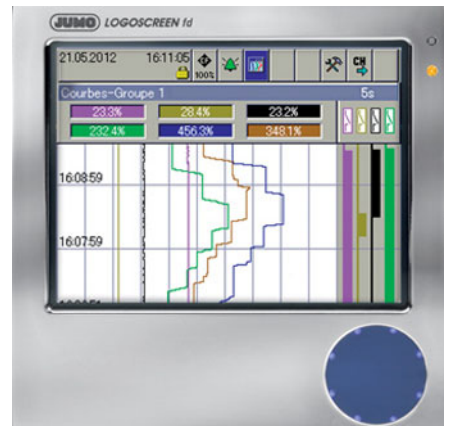 JUMO LOGOSCREEN fd
21.05.2012 16:11:05 100% CH
Courbes-Groupe 1 5s
23.3% 28.4% 23.2%
232.4% 456.3% 348.1%
16:08:59
16:07:59